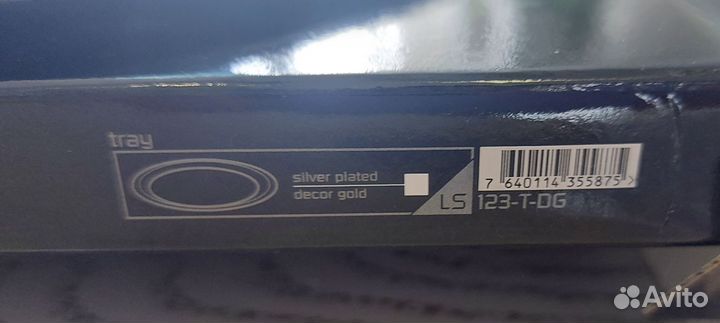 tray
silver plated
decor gold
LS
7 640114 355875 >
123-T-DG
Avito